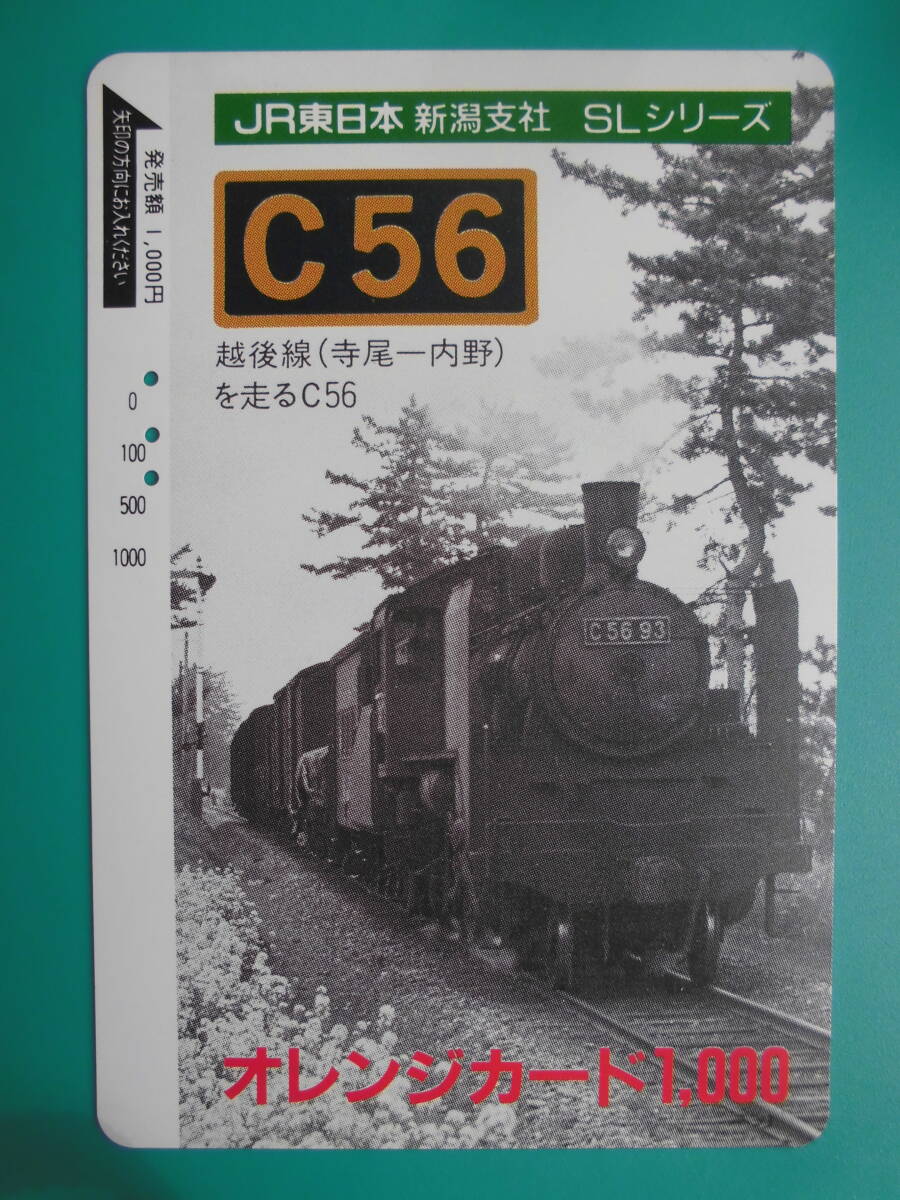 JR東日本 新潟支社 SLシリーズ
C56
越後線(寺尾―内野)
を走るC56
矢印の方向にお入れください
発売額 1,000円
0
100
500
1000
C56 93
オレンジカード1,000